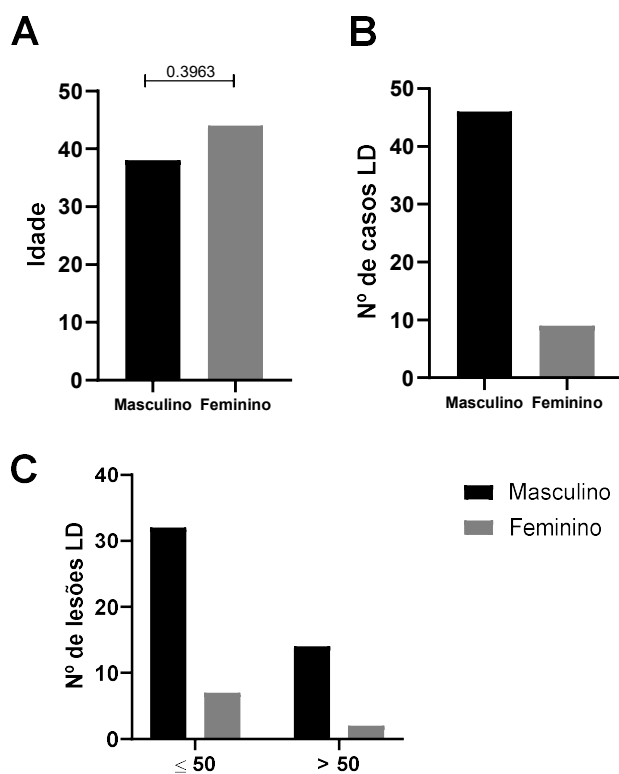 A
0.3963
50
40
30
20
10
0
Idade
Masculino Feminino
B
50
40
30
20
10
0
Nº de casos LD
Masculino Feminino
C
40
30
20
10
0
Nº de lesões LD
≤ 50 > 50
Masculino
Feminino